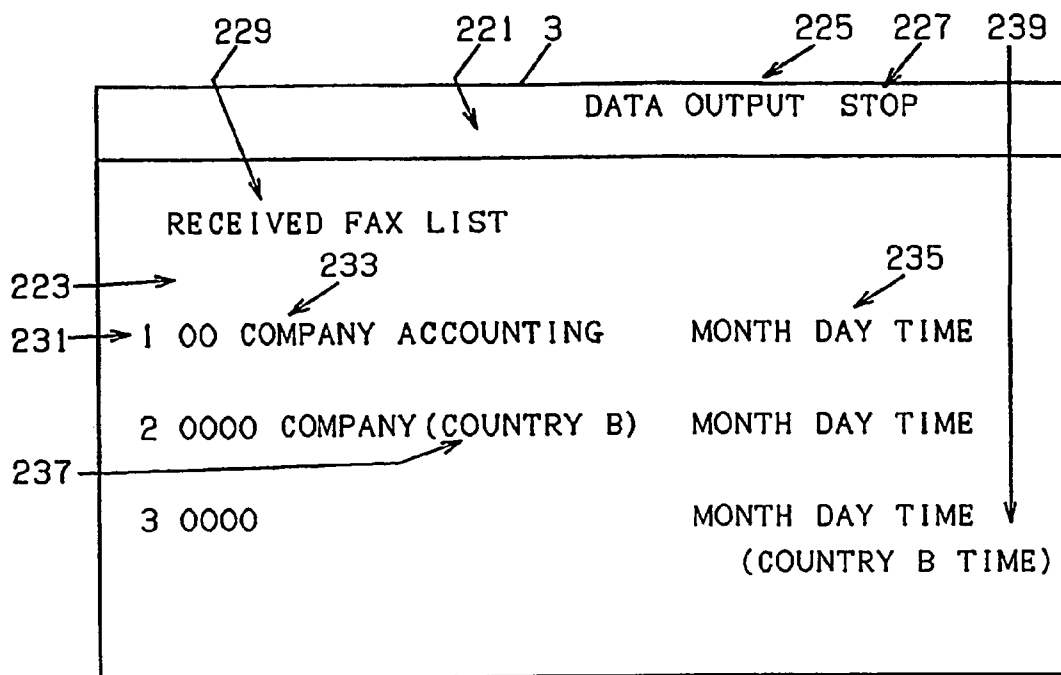 229 221 3 225 227 239
DATA OUTPUT STOP
RECEIVED FAX LIST
223 233 235
231 1 00 COMPANY ACCOUNTING MONTH DAY TIME
2 0000 COMPANY(COUNTRY B) MONTH DAY TIME
237
3 0000 MONTH DAY TIME
(COUNTRY B TIME)